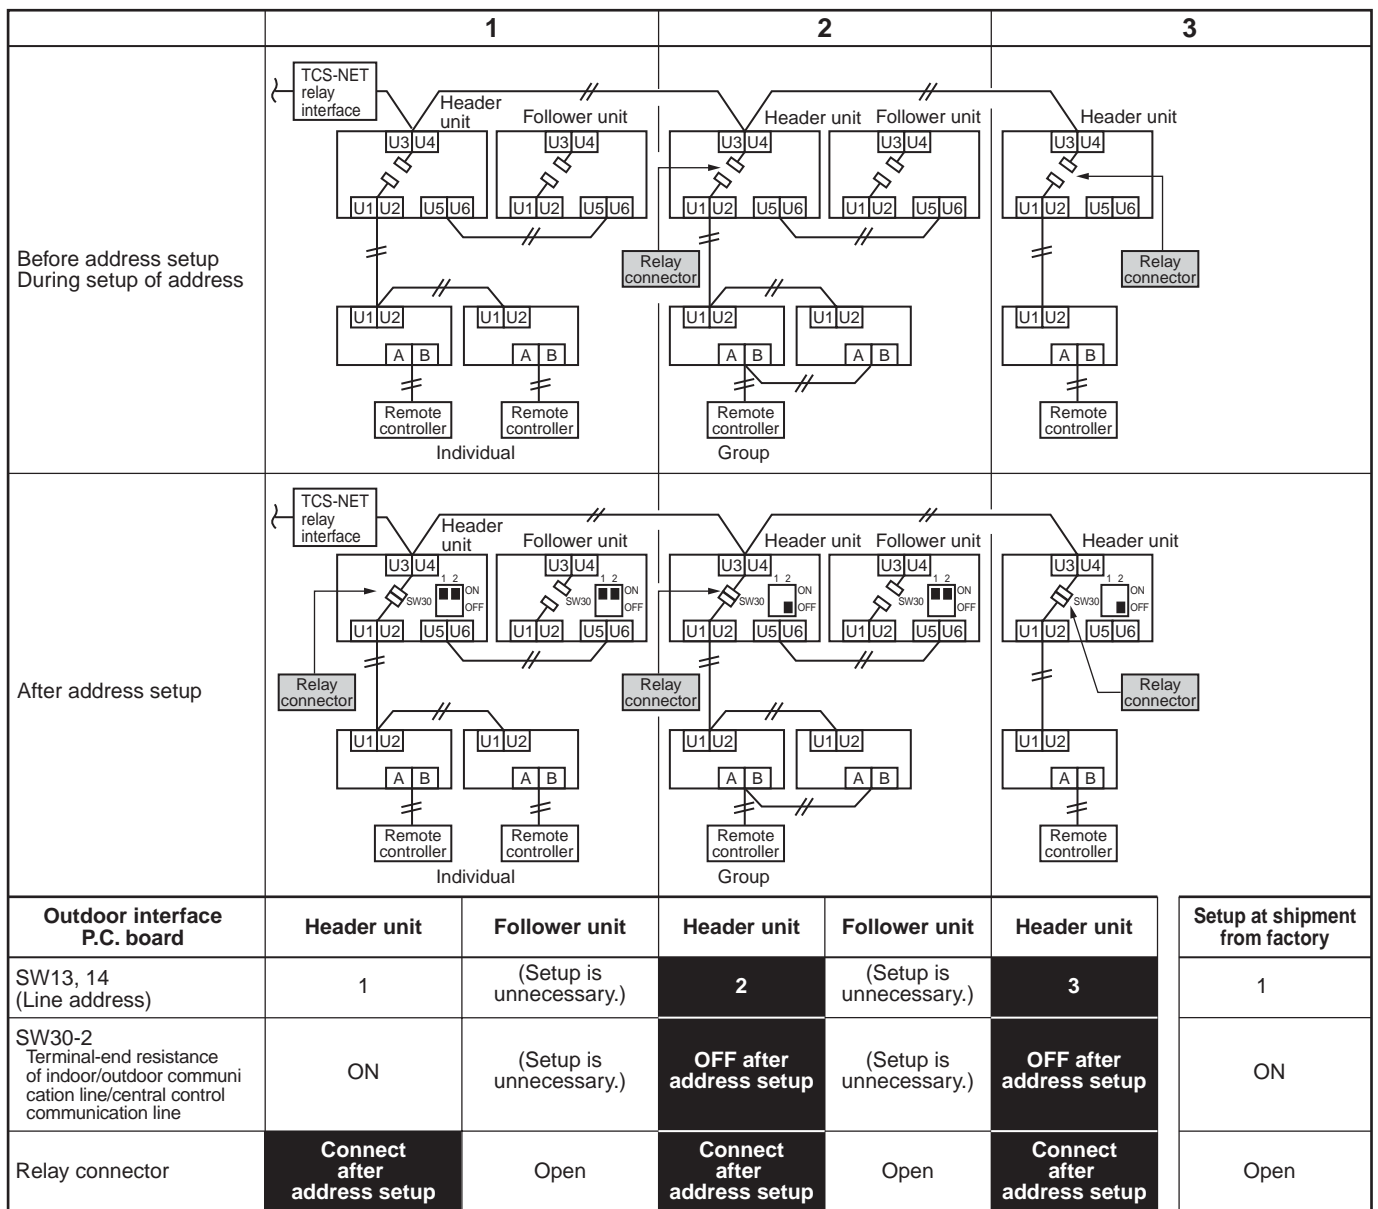 1 2 3
TCS-NET
relay
interface
Header
unit
Follower unit
Header unit
Follower unit
Header unit
U3 U4
U3 U4
U3 U4
U3 U4
U3 U4
U1 U2
U5 U6
U1 U2
U5 U6
U1 U2
U5 U6
U1 U2
U5 U6
U1 U2
U5 U6
Before address setup
During setup of address
Relay
connector
Relay
connector
U1 U2
U1 U2
U1 U2
U1 U2
U1 U2
A B
A B
A B
A B
A B
Remote
controller
Remote
controller
Remote
controller
Remote
controller
Individual
Group
TCS-NET
relay
interface
Header
unit
Follower unit
Header unit
Follower unit
Header unit
U3 U4
U3 U4
U3 U4
U3 U4
U3 U4
1 2
ON
SW30
OFF
1 2
ON
SW30
OFF
1 2
ON
SW30
OFF
1 2
ON
SW30
OFF
1 2
ON
SW30
OFF
U1 U2
U5 U6
U1 U2
U5 U6
U1 U2
U5 U6
U1 U2
U5 U6
U1 U2
U5 U6
After address setup
Relay
connector
Relay
connector
Relay
connector
U1 U2
U1 U2
U1 U2
U1 U2
U1 U2
A B
A B
A B
A B
A B
Remote
controller
Remote
controller
Remote
controller
Remote
controller
Individual
Group
Outdoor interface
P.C. board
Header unit
Follower unit
Header unit
Follower unit
Header unit
Setup at shipment
from factory
SW13, 14
(Line address)
1
(Setup is
unnecessary.)
2
(Setup is
unnecessary.)
3
1
SW30-2
Terminal-end resistance
of indoor/outdoor communi
cation line/central control
communication line
ON
(Setup is
unnecessary.)
OFF after
address setup
(Setup is
unnecessary.)
OFF after
address setup
ON
Relay connector
Connect
after
address setup
Open
Connect
after
address setup
Open
Connect
after
address setup
Open